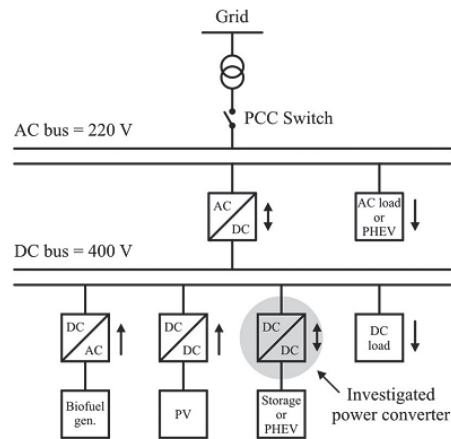 Grid
PCC Switch
AC bus = 220 V
AC
DC
AC load
or
PHEV
DC bus = 400 V
DC
AC
DC
DC
DC
DC
DC
load
Biofuel
gen.
PV
Storage
or
PHEV
Investigated
power converter